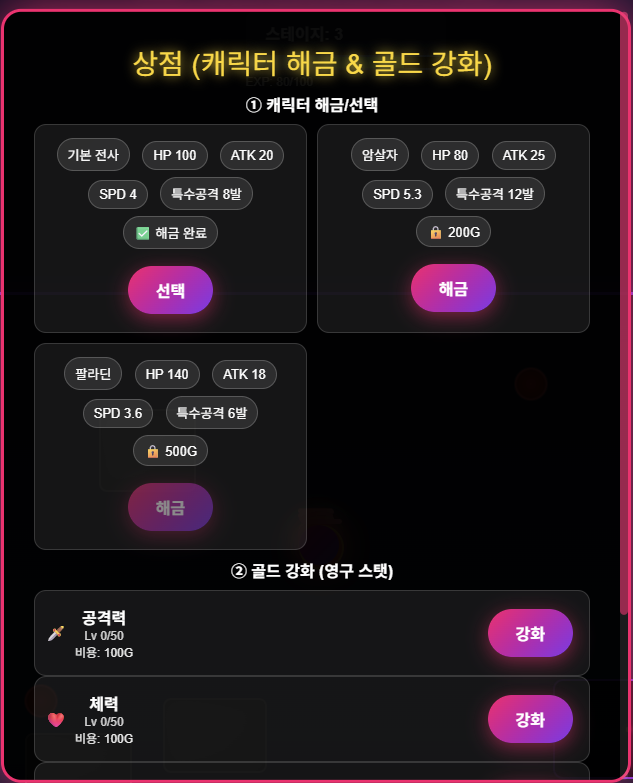 스테이지: 3
상점 (캐릭터 해금 & 골드 강화)
① 캐릭터 해금/선택
기본 전사 HP 100 ATK 20
SPD 4 특수공격 8발
✅ 해금 완료
선택
암살자 HP 80 ATK 25
SPD 5.3 특수공격 12발
🔒 200G
해금
팔라딘 HP 140 ATK 18
SPD 3.6 특수공격 6발
🔒 500G
해금
② 골드 강화 (영구 스탯)
공격력
Lv 0/50
비용: 100G
강화
체력
Lv 0/50
비용: 100G
강화